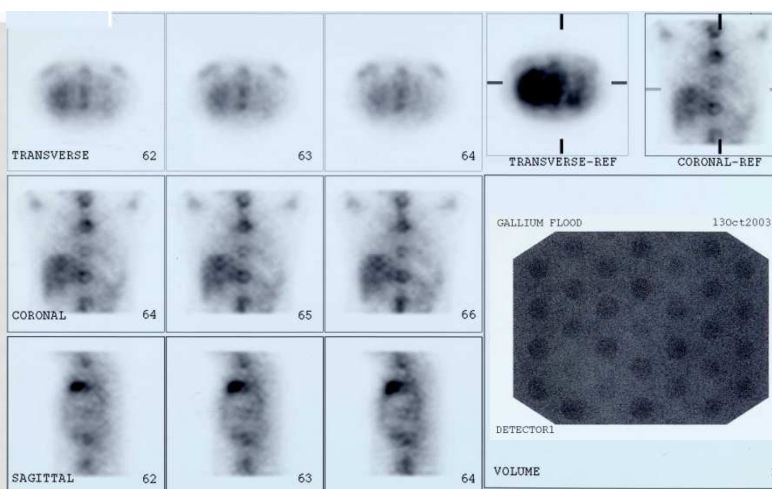 TRANSVERSE 62 63 64
TRANSVERSE-REF CORONAL-REF
GALLIUM FLOOD 13Oct2003
CORONAL 64 65 66
DETECTOR1
SAGITTAL 62 63 64
VOLUME